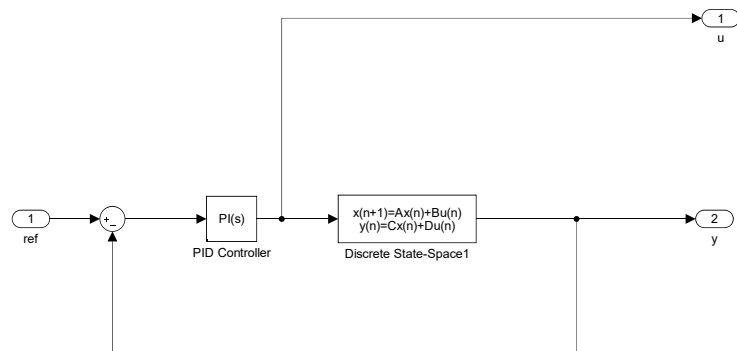 1
u
1
ref
+
-
PI(s)
PID Controller
x(n+1)=Ax(n)+Bu(n)
y(n)=Cx(n)+Du(n)
Discrete State-Space1
2
y